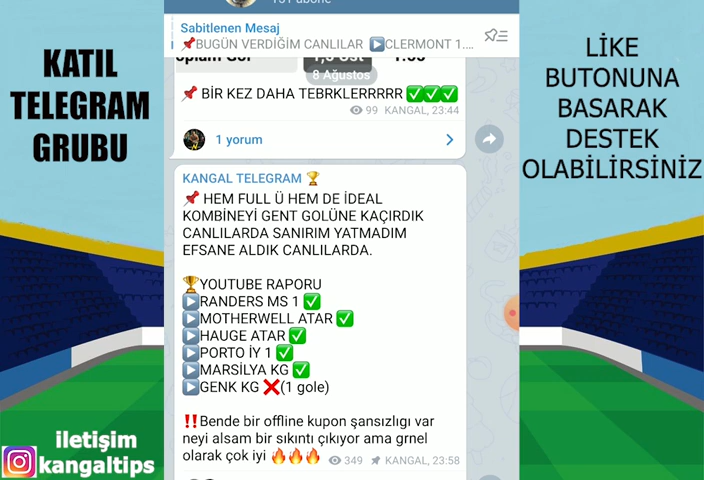 KATIL
TELEGRAM
GRUBU
LİKE
BUTONUNA
BASARAK
DESTEK
OLABİLİRSİNİZ
Sabitlenen Mesaj
📌BUGÜN VERDİĞİM CANLILAR ▶️CLERMONT 1....
8 Ağustos
📌 BİR KEZ DAHA TEBRKLERRRRR ✅✅✅
99 KANGAL, 23:44
1 yorum
KANGAL TELEGRAM 🏆
📌 HEM FULL Ü HEM DE İDEAL
KOMBİNEYİ GENT GOLÜNE KAÇIRDIK
CANLILARDA SANIRIM YATMADIM
EFSANE ALDIK CANLILARDA.
🏆YOUTUBE RAPORU
▶️RANDERS MS 1 ✅
▶️MOTHERWELL ATAR ✅
▶️HAUGE ATAR ✅
▶️PORTO İY 1 ✅
▶️MARSİLYA KG ✅
▶️GENK KG ❌(1 gole)
‼️Bende bir offline kupon şansızlıgı var
neyi alsam bir sıkıntı çıkıyor ama grnel
olarak çok iyi 🔥🔥🔥 349 KANGAL, 23:58
iletişim
kangaltips